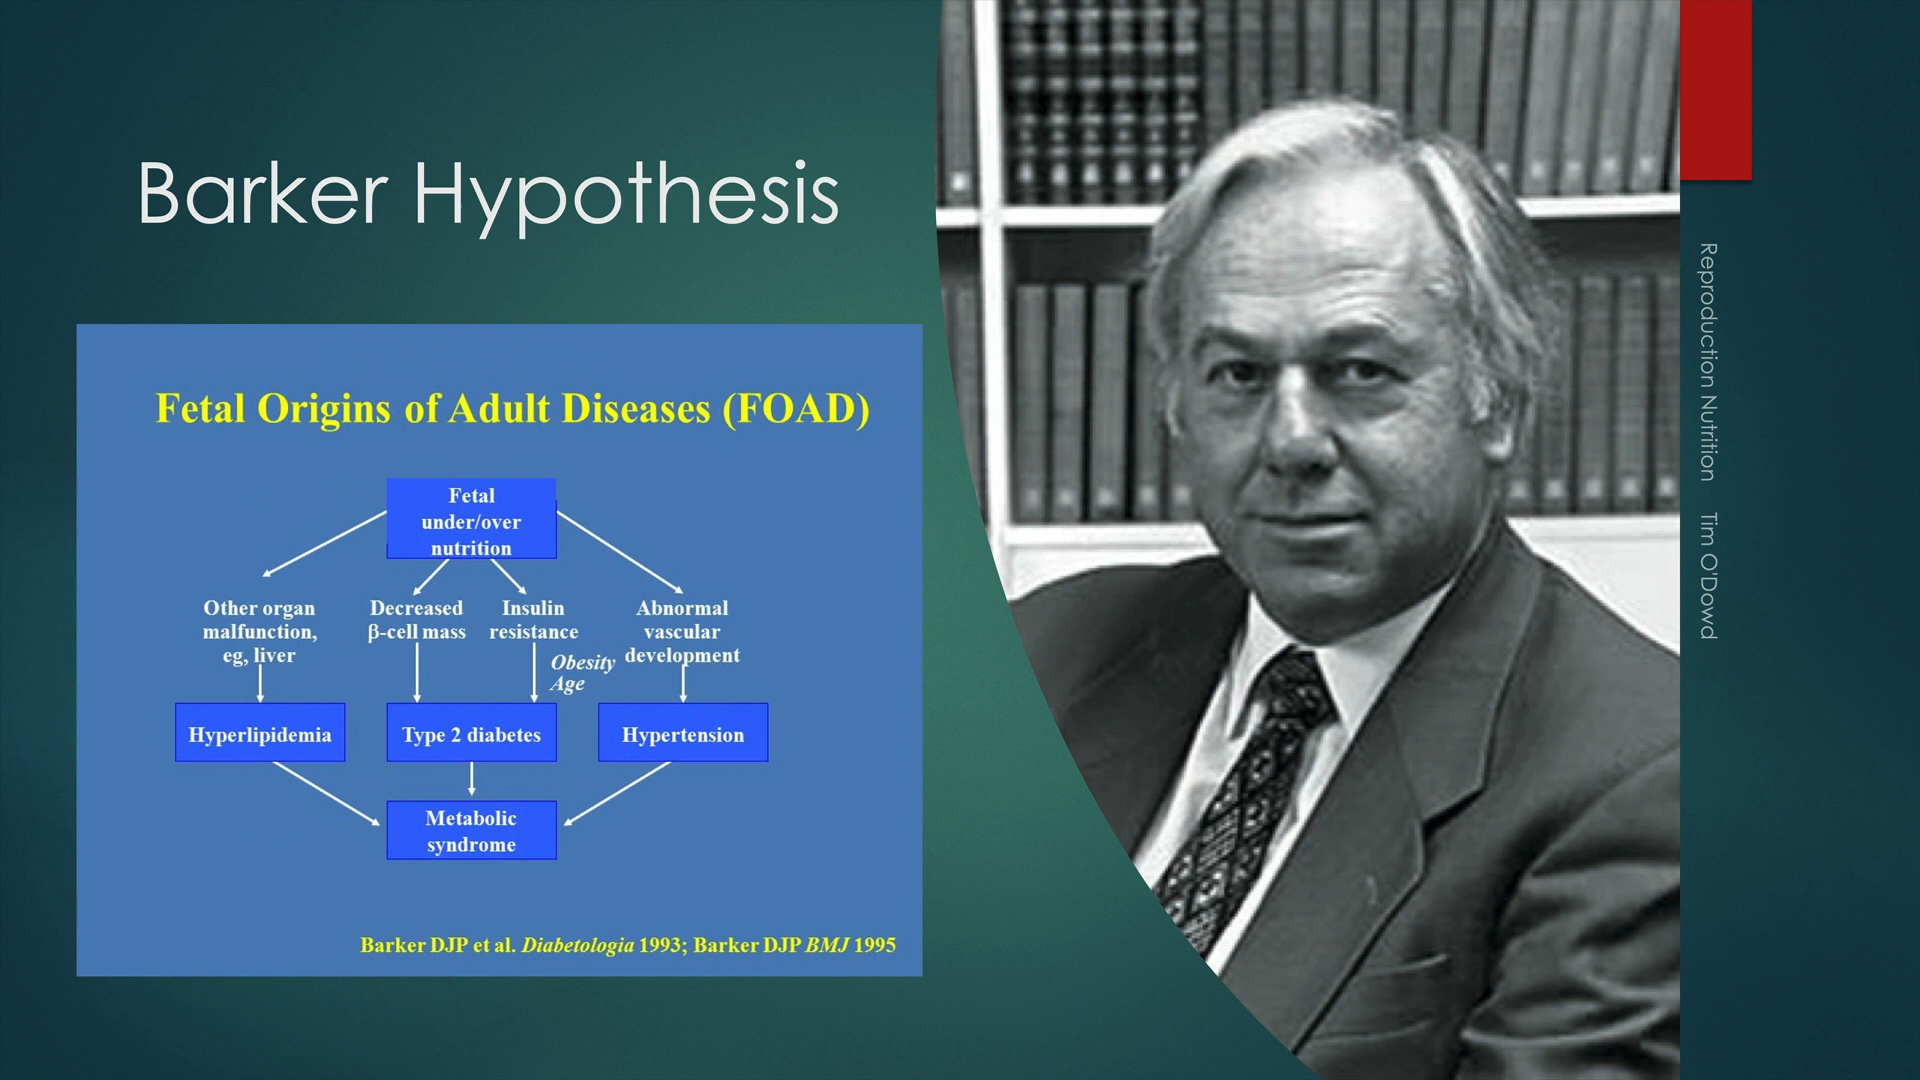 Barker Hypothesis
Fetal Origins of Adult Diseases (FOAD)
Fetal
under/over
nutrition
Other organ
malfunction,
eg, liver
Decreased
β-cell mass
Insulin
resistance
Obesity
Age
Abnormal
vascular
development
Hyperlipidemia
Type 2 diabetes
Hypertension
Metabolic
syndrome
Barker DJP et al. Diabetologia 1993; Barker DJP BMJ 1995
Reproduction Nutrition Tim O'Dowd